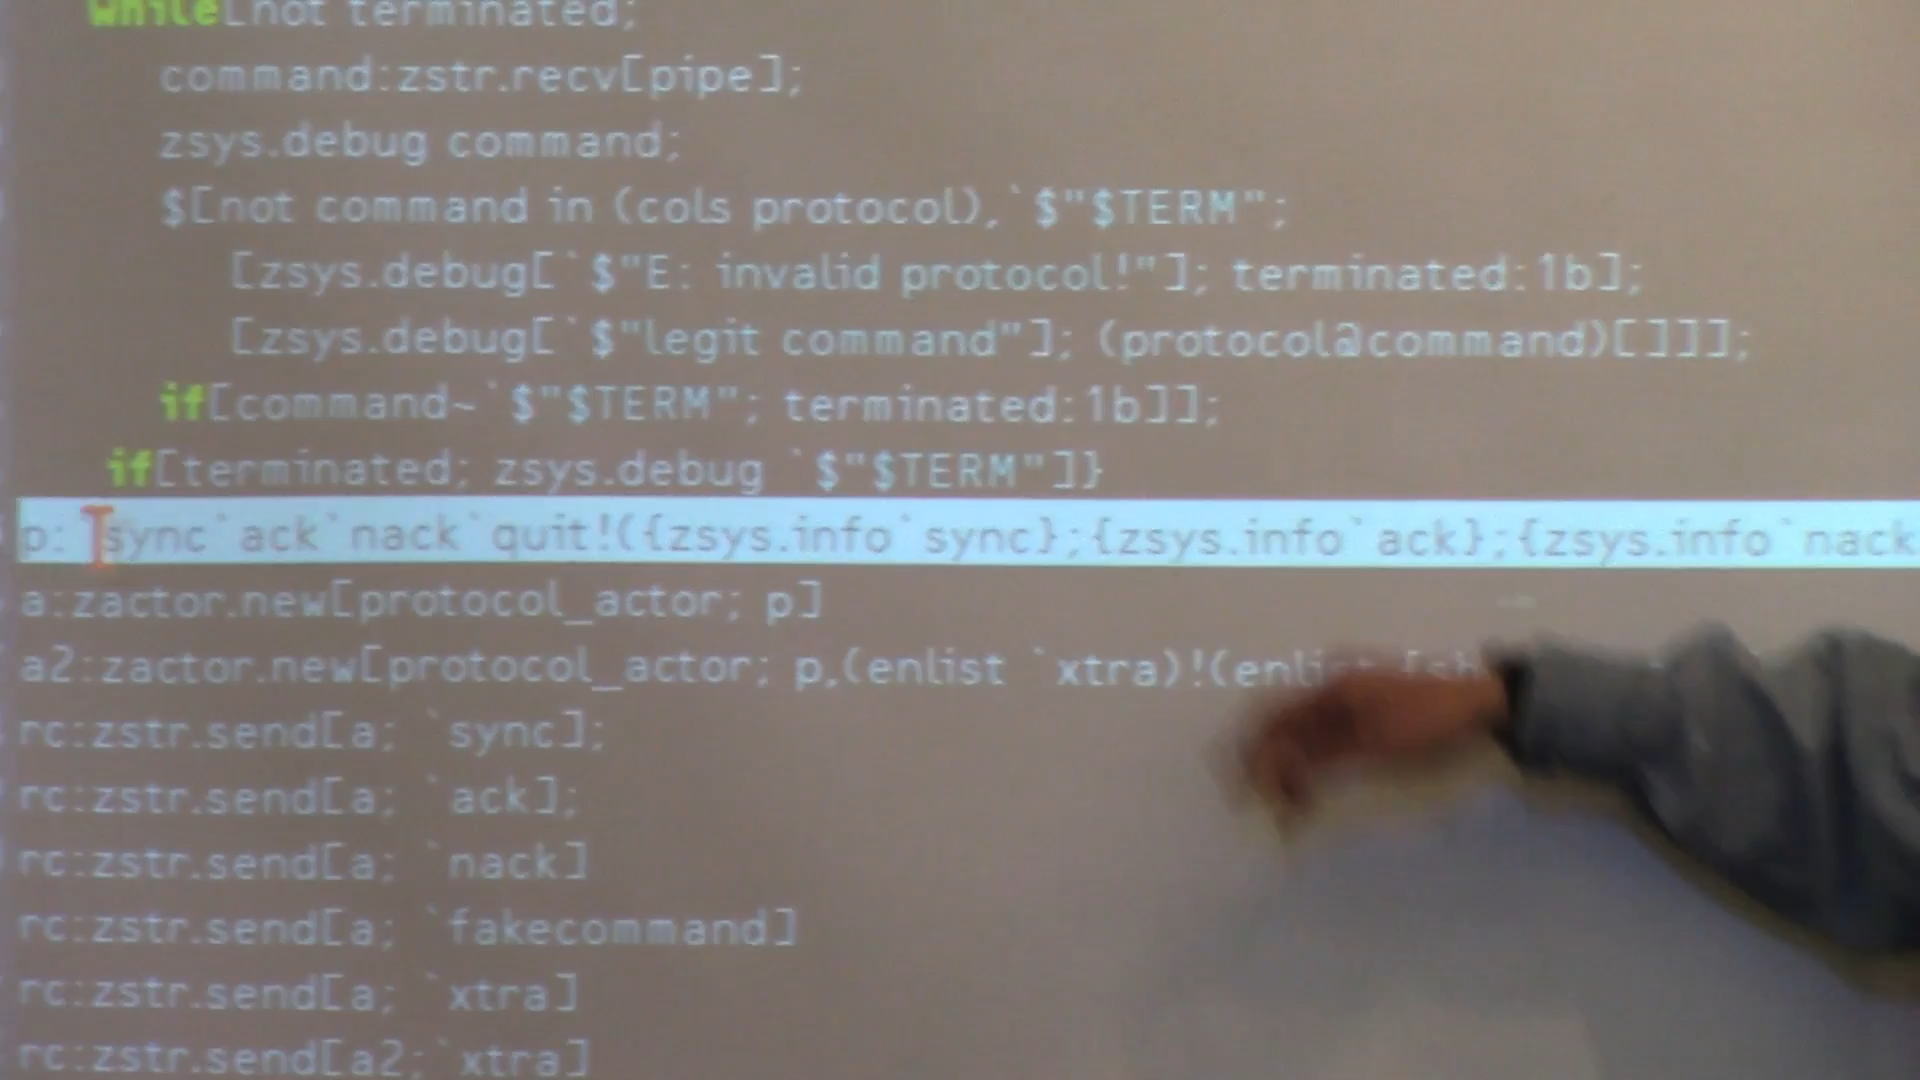 while[not terminated;
command:zstr.recv[pipe];
zsys.debug command;
$[not command in (cols protocol),`$"$TERM";
[zsys.debug[`$"E: invalid protocol!"]; terminated:1b];
[zsys.debug[`$"legit command"]; (protocol@command)[]]];
if[command~`$"$TERM"; terminated:1b]];
if[terminated; zsys.debug `$"$TERM"]}
p: `sync`ack`nack`quit!({zsys.info`sync};{zsys.info`ack};{zsys.info`nack
a:zactor.new[protocol_actor; p]
a2:zactor.new[protocol_actor; p,(enlist `xtra)!(enlist
rc:zstr.send[a; `sync];
rc:zstr.send[a; `ack];
rc:zstr.send[a; `nack]
rc:zstr.send[a; `fakecommand]
rc:zstr.send[a; `xtra]
rc:zstr.send[a2;`xtra]